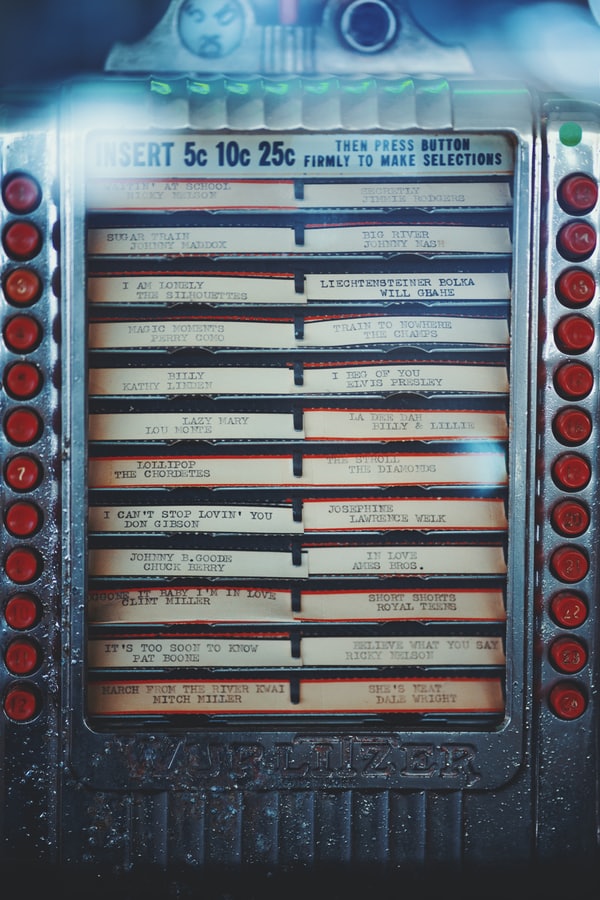 INSERT 5c 10c 25c
THEN PRESS BUTTON
FIRMLY TO MAKE SELECTIONS
WAITIN' AT SCHOOL
RICKY NELSON
SECRETLY
JIMMIE RODGERS
SUGAR TRAIN
JOHNNY MADDOX
BIG RIVER
JOHNNY NASH
I AM LONELY
THE SILHOUETTES
LIECHTENSTEINER POLKA
WILL GBAHE
MAGIC MOMENTS
PERRY COMO
TRAIN TO NOWHERE
THE CHAMPS
BILLY
KATHY LINDEN
I BEG OF YOU
ELVIS PRESLEY
LAZY MARY
LOU MONTE
LA DEE DAH
BILLY & LILLIE
LOLLIPOP
THE CHORDETES
THE STROLL
THE DIAMONDS
I CAN'T STOP LOVIN' YOU
DON GIBSON
JOSEPHINE
LAWRENCE WELK
JOHNNY B.GOODE
CHUCK BERRY
IN LOVE
AMES BROS.
IT BABY I'M IN LOVE
CLINT MILLER
SHORT SHORTS
ROYAL TEENS
IT'S TOO SOON TO KNOW
PAT BOONE
BELIEVE WHAT YOU SAY
RICKY NELSON
MARCH FROM THE RIVER KWAI
MITCH MILLER
SHE'S NEAT
DALE WRIGHT
3
7
22
WURLITZER